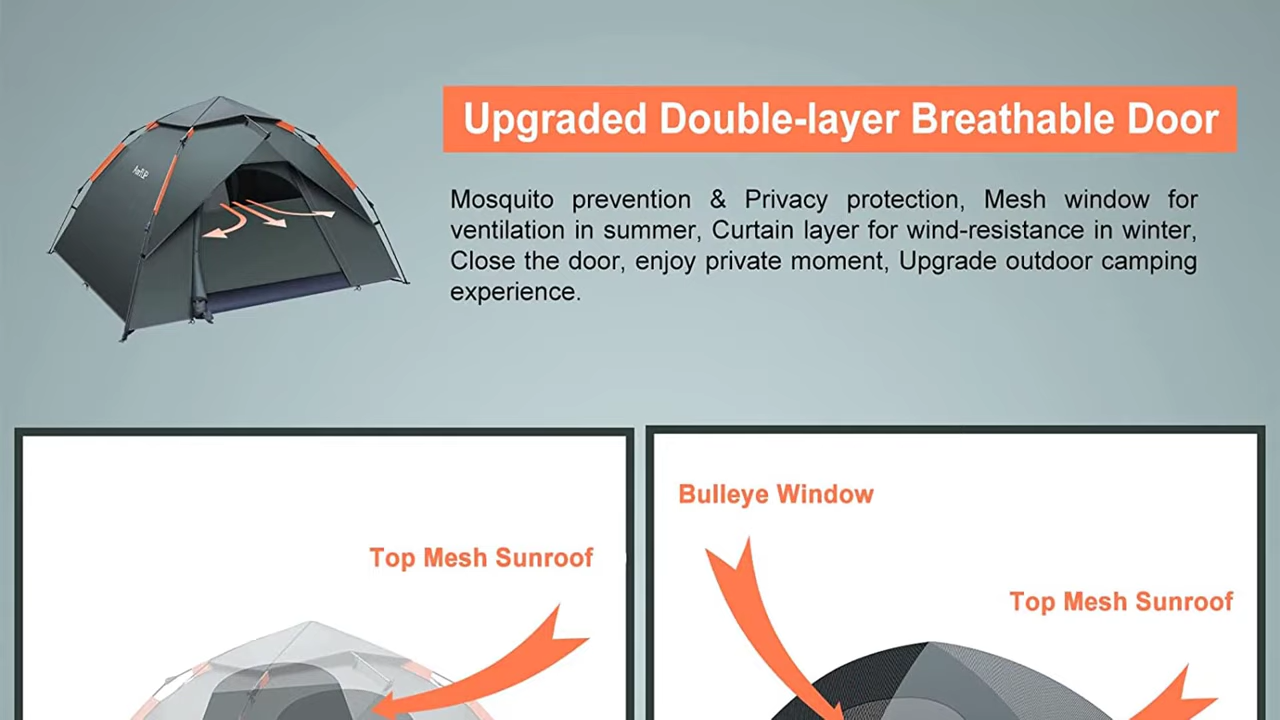 Upgraded Double-layer Breathable Door
Mosquito prevention & Privacy protection, Mesh window for
ventilation in summer, Curtain layer for wind-resistance in winter,
Close the door, enjoy private moment, Upgrade outdoor camping
experience.
Bulleye Window
Top Mesh Sunroof
Top Mesh Sunroof